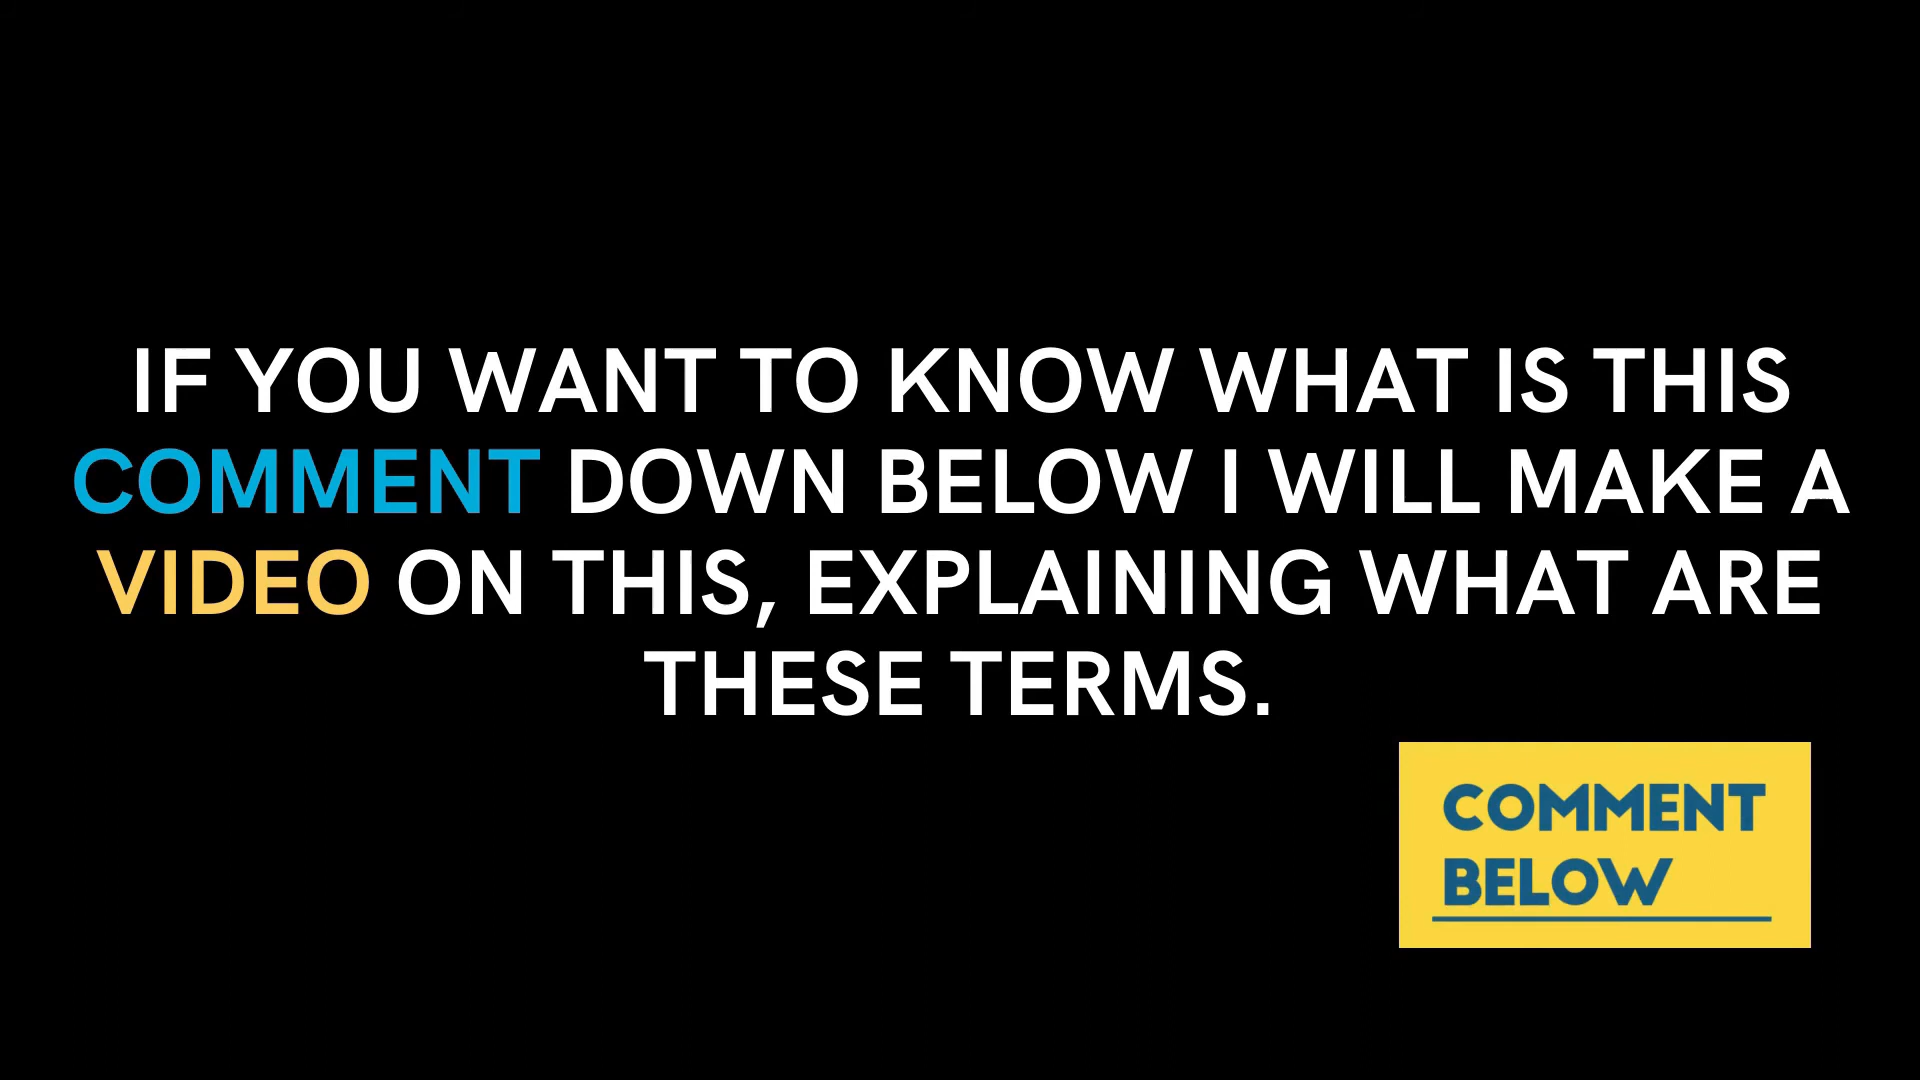 IF YOU WANT TO KNOW WHAT IS THIS
COMMENT DOWN BELOW I WILL MAKE A
VIDEO ON THIS, EXPLAINING WHAT ARE
THESE TERMS.
COMMENT
BELOW